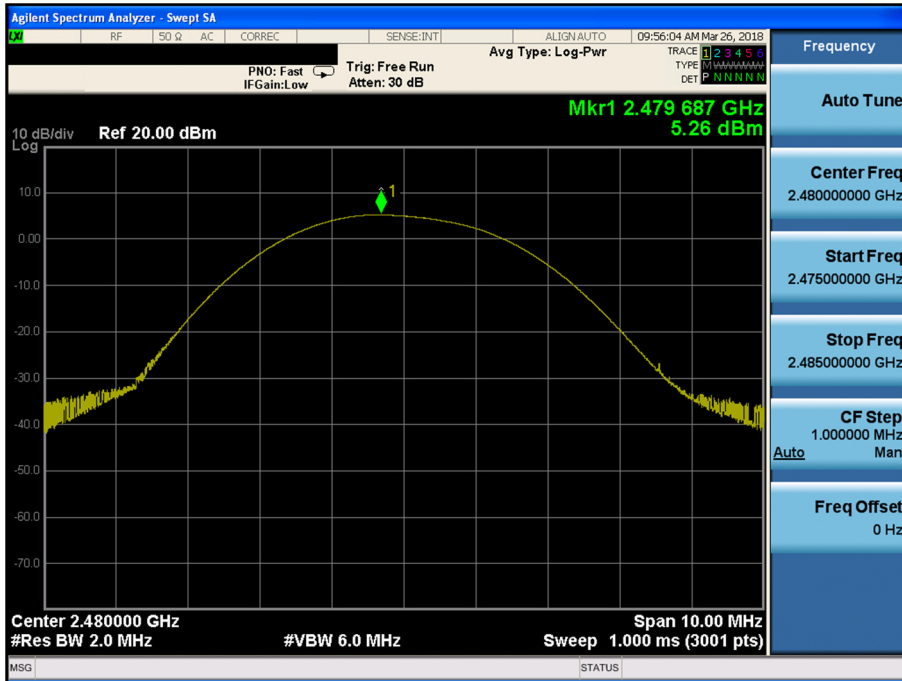 Agilent Spectrum Analyzer - Swept SA
LXI RF 50 Ω AC CORREC SENSE:INT ALIGN AUTO 09:56:04 AM Mar 26, 2018
Frequency
Avg Type: Log-Pwr
TRACE 1 2 3 4 5 6
PNO: Fast Trig: Free Run
TYPE M WWWWW
IFGain:Low Atten: 30 dB
DET P N N N N N
Auto Tune
Mkr1 2.479 687 GHz
5.26 dBm
10 dB/div Ref 20.00 dBm
Log
1
10.0
0.00
-10.0
-20.0
-30.0
-40.0
-50.0
-60.0
-70.0
Center Freq
2.480000000 GHz
Start Freq
2.475000000 GHz
Stop Freq
2.485000000 GHz
CF Step
1.000000 MHz
Auto Man
Freq Offset
0 Hz
Center 2.480000 GHz Span 10.00 MHz
#Res BW 2.0 MHz #VBW 6.0 MHz Sweep 1.000 ms (3001 pts)
MSG STATUS